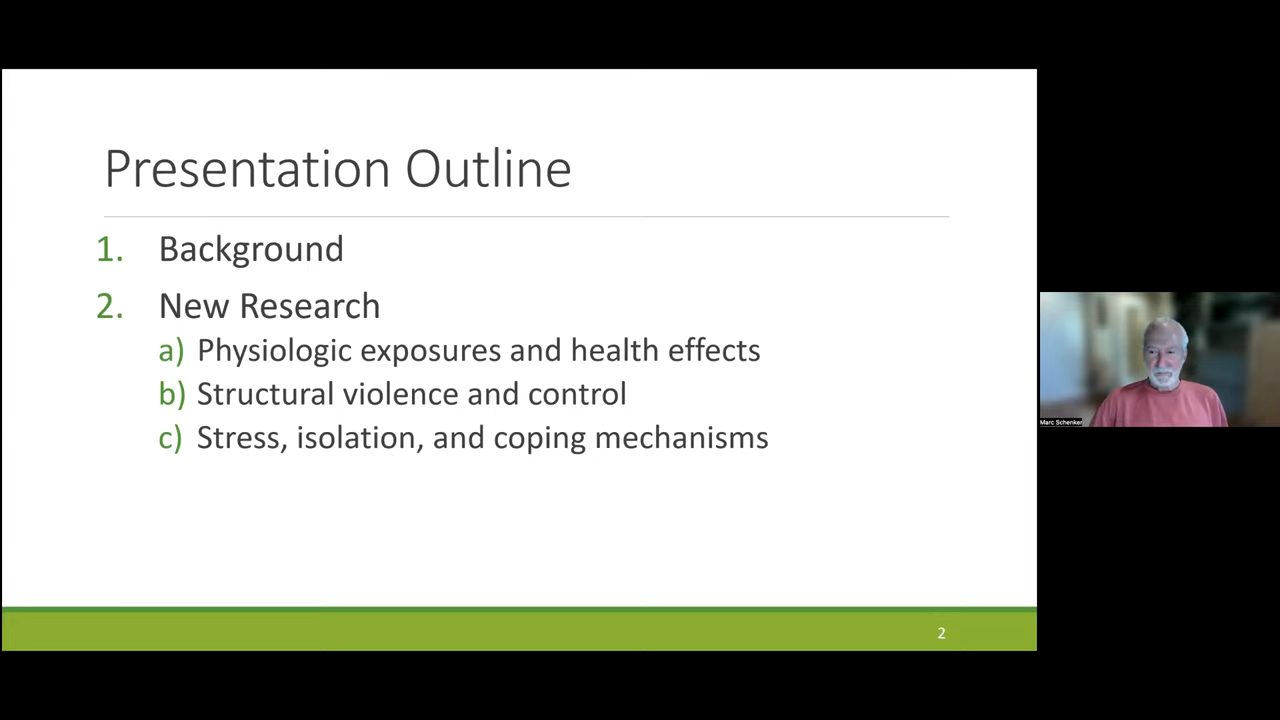 Presentation Outline
1. Background
2. New Research
a) Physiologic exposures and health effects
b) Structural violence and control
c) Stress, isolation, and coping mechanisms
2
Marc Schenker